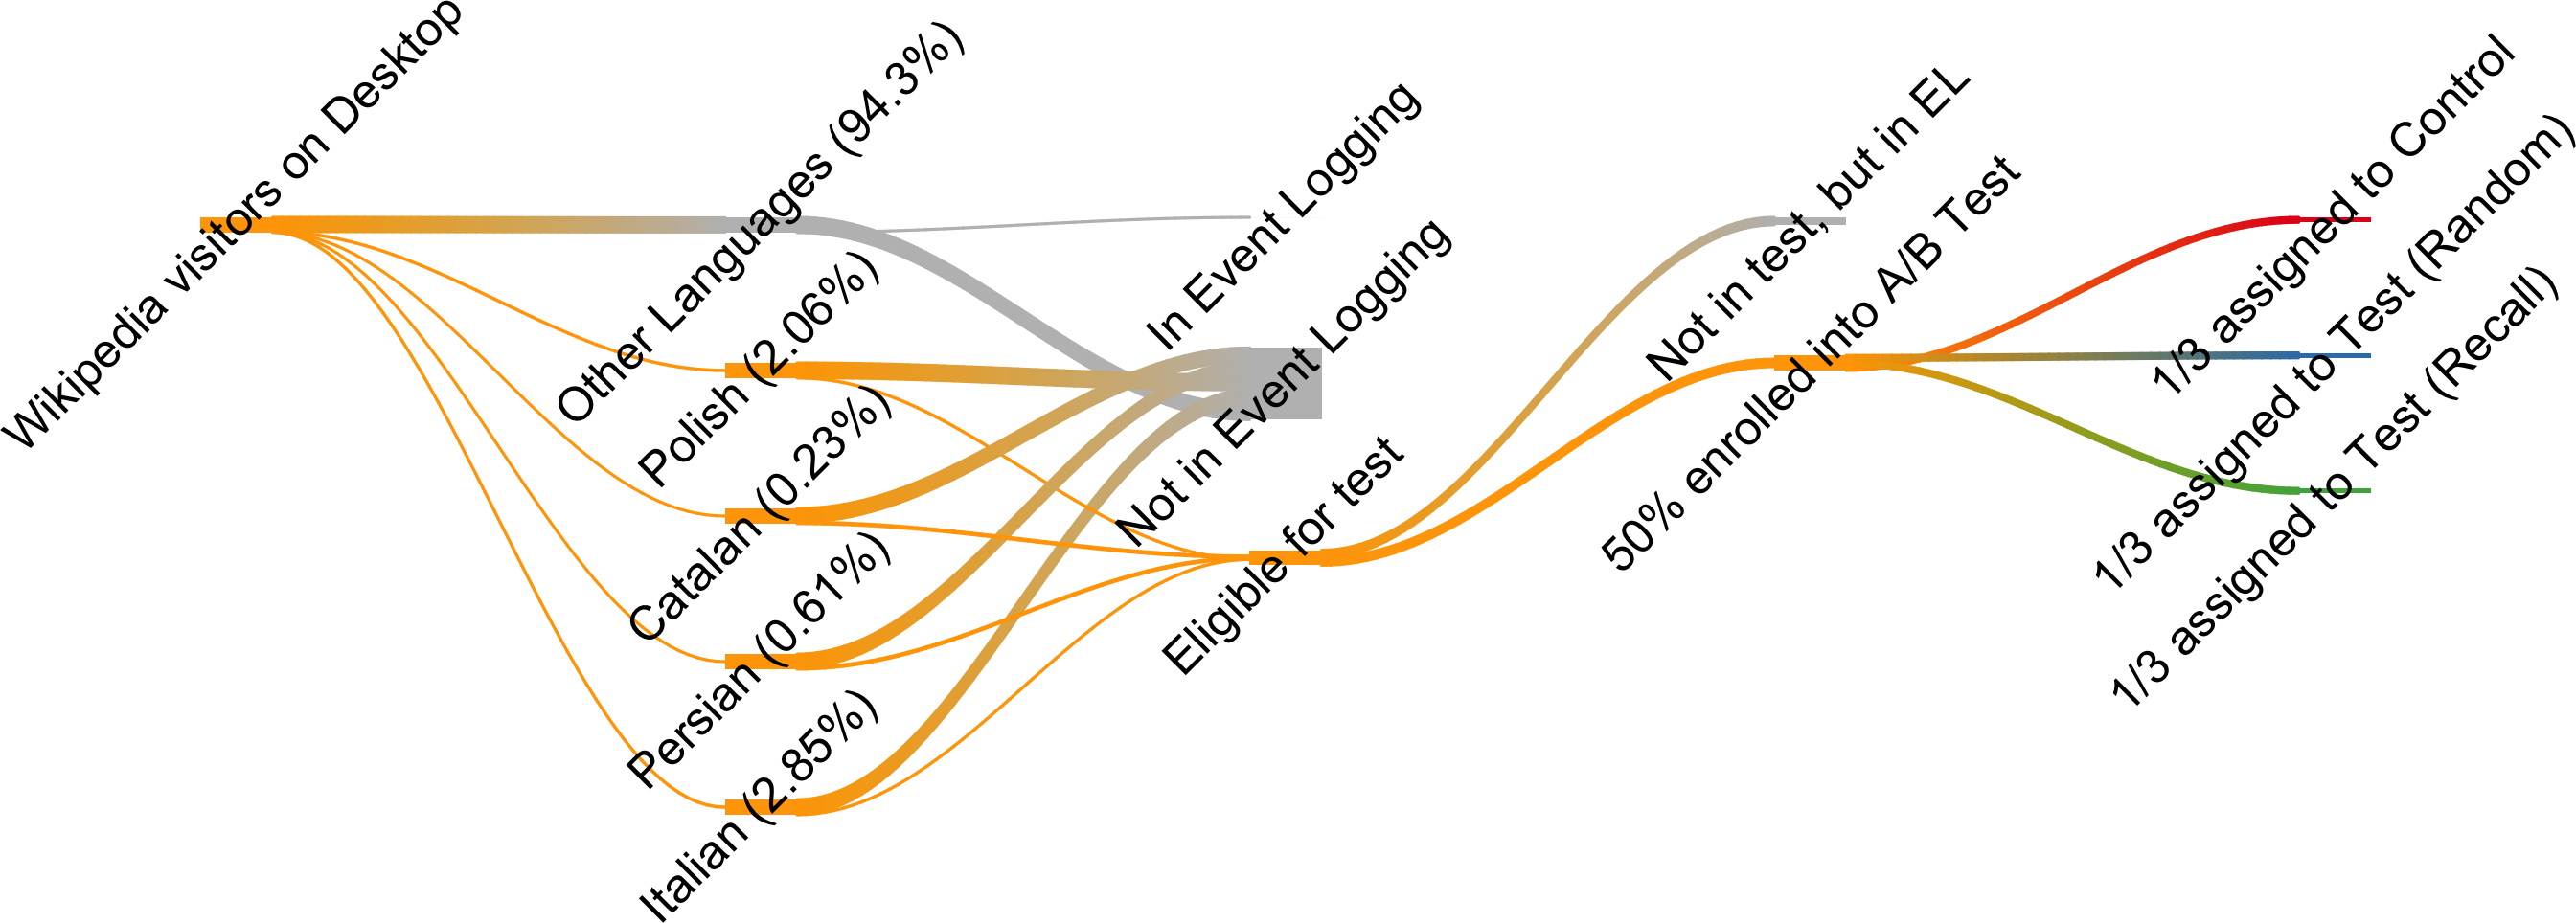 Wikipedia visitors on Desktop
Other Languages (94.3%)
Polish (2.06%)
Catalan (0.23%)
Persian (0.61%)
Italian (2.85%)
In Event Logging
Not in Event Logging
Eligible for test
Not in test, but in EL
50% enrolled into A/B Test
1/3 assigned to Control
1/3 assigned to Test (Random)
1/3 assigned to Test (Recall)